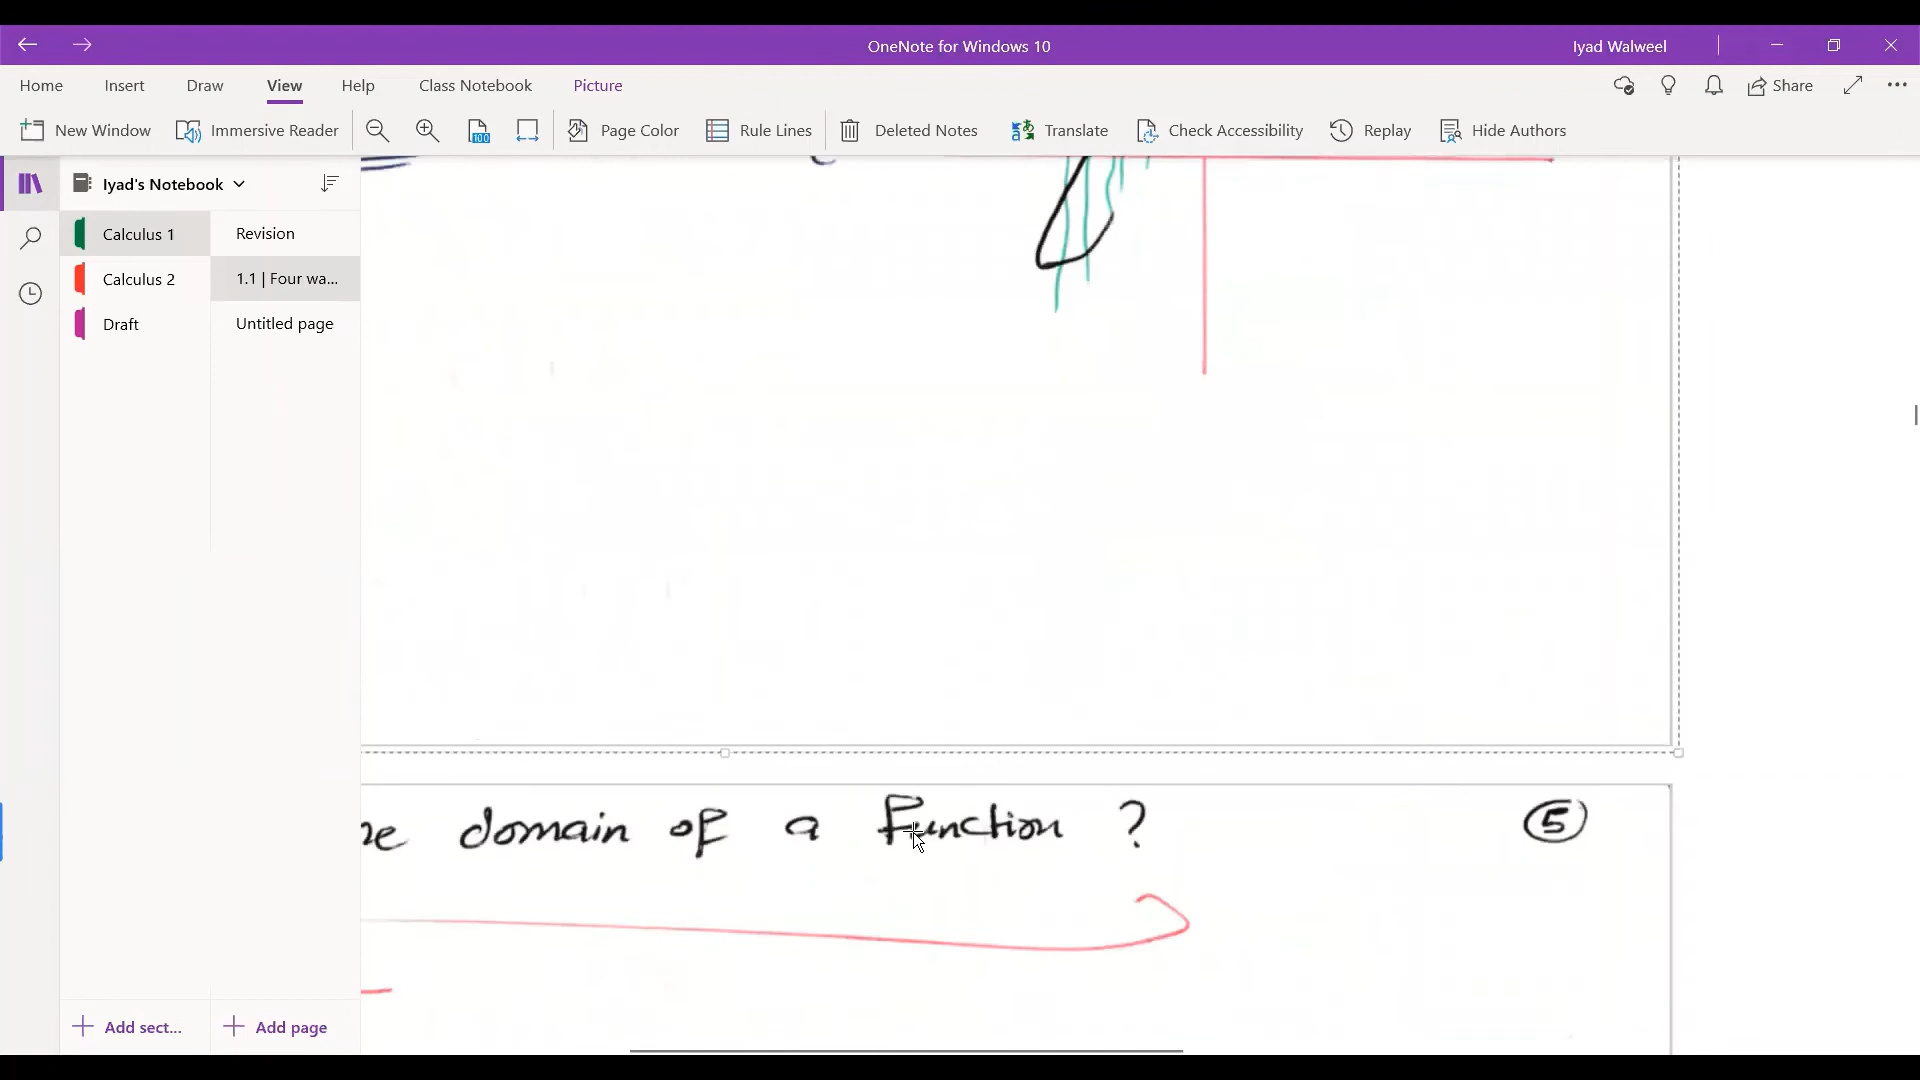 OneNote for Windows 10
Iyad Walweel
Home Insert Draw View Help Class Notebook Picture
Share
New Window Immersive Reader Page Color Rule Lines Deleted Notes Translate Check Accessibility Replay Hide Authors
Iyad's Notebook
Calculus 1
Calculus 2
Draft
Revision
1.1 | Four wa...
Untitled page
he domain of a Function ? 5
Add sect...
Add page